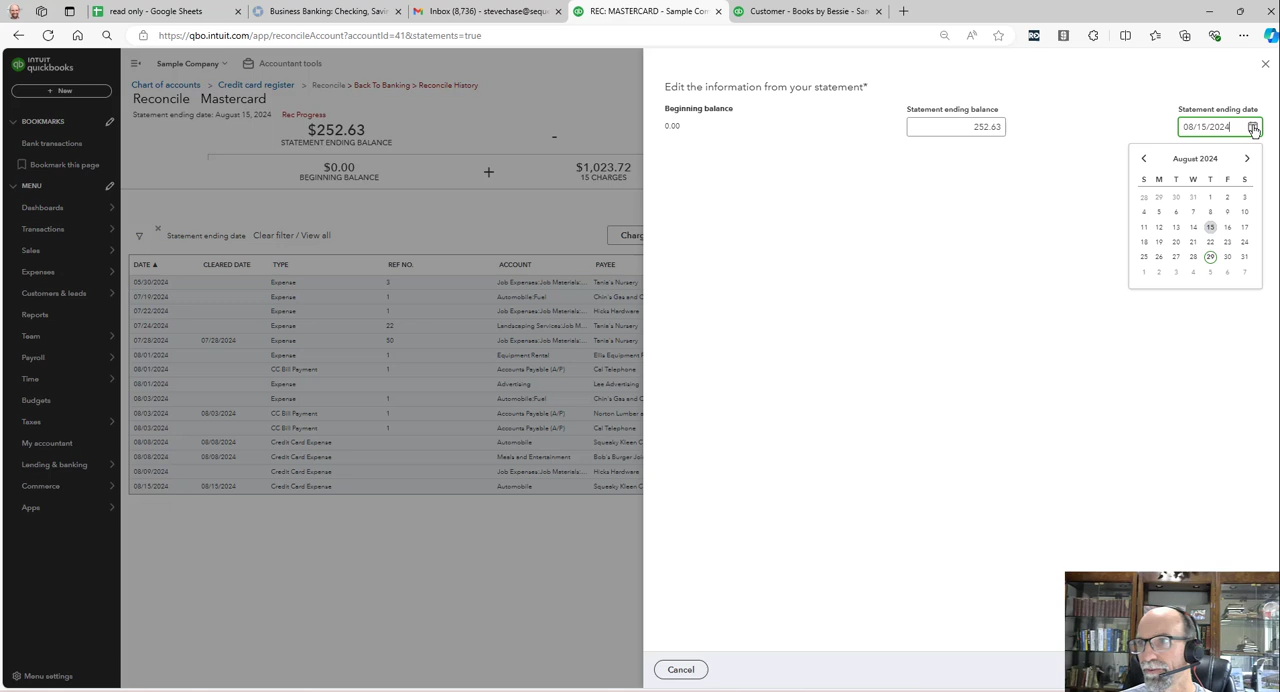 read only - Google Sheets
Business Banking: Checking, Savi
Inbox (8,736) - stevechase@seque
REC: MASTERCARD - Sample Com
Customer - Books by Bessie - San
https://qbo.intuit.com/app/reconcileAccount?accountId=41&statements=true
INTUIT
quickbooks
+ New
BOOKMARKS
Bank transactions
Bookmark this page
MENU
Dashboards
Transactions
Sales
Expenses
Customers & leads
Reports
Team
Payroll
Time
Budgets
Taxes
My accountant
Lending & banking
Commerce
Apps
Menu settings
Sample Company
Accountant tools
Chart of accounts > Credit card register > Reconcile > Back To Banking > Reconcile History
Reconcile Mastercard
Statement ending date: August 15, 2024 Rec Progress
$252.63
STATEMENT ENDING BALANCE
-
$0.00
BEGINNING BALANCE
+
$1,023.72
15 CHARGES
Statement ending date Clear filter / View all
Charg
DATE ▲ CLEARED DATE TYPE REF NO. ACCOUNT PAYEE
05/30/2024 Expense 3 Job Expenses:Job Materials:... Tania's Nursery
07/19/2024 Expense 1 Automobile:Fuel Chin's Gas and C
07/22/2024 Expense 1 Job Expenses:Job Materials:... Hicks Hardware
07/24/2024 Expense 22 Landscaping Services:Job M... Tania's Nursery
07/28/2024 07/28/2024 Expense 50 Job Expenses:Job Materials:... Tania's Nursery
08/01/2024 Expense 1 Equipment Rental Ellis Equipment F
08/01/2024 CC Bill Payment 1 Accounts Payable (A/P) Cal Telephone
08/01/2024 Expense Advertising Lee Advertising
08/03/2024 Expense 1 Automobile:Fuel Chin's Gas and C
08/03/2024 08/03/2024 CC Bill Payment 1 Accounts Payable (A/P) Norton Lumber a
08/03/2024 CC Bill Payment 1 Accounts Payable (A/P) Cal Telephone
08/08/2024 08/08/2024 Credit Card Expense Automobile Squeaky Kleen C
08/08/2024 08/08/2024 Credit Card Expense Meals and Entertainment Bob's Burger Joi
08/09/2024 Credit Card Expense Job Expenses:Job Materials:... Hicks Hardware
08/15/2024 08/15/2024 Credit Card Expense Automobile Squeaky Kleen C
Edit the information from your statement*
Beginning balance Statement ending balance Statement ending date
0.00 252.63 08/15/2024
August 2024
S M T W T F S
28 29 30 31 1 2 3
4 5 6 7 8 9 10
11 12 13 14 15 16 17
18 19 20 21 22 23 24
25 26 27 28 29 30 31
1 2 3 4 5 6 7
Cancel